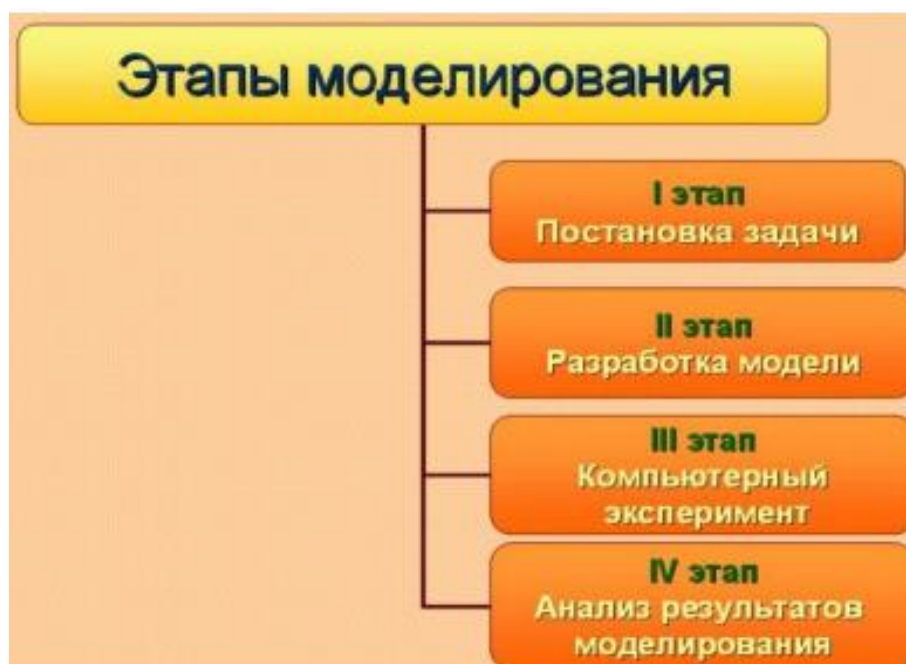 Этапы моделирования
I этап
Постановка задачи
II этап
Разработка модели
III этап
Компьютерный
эксперимент
IV этап
Анализ результатов
моделирования